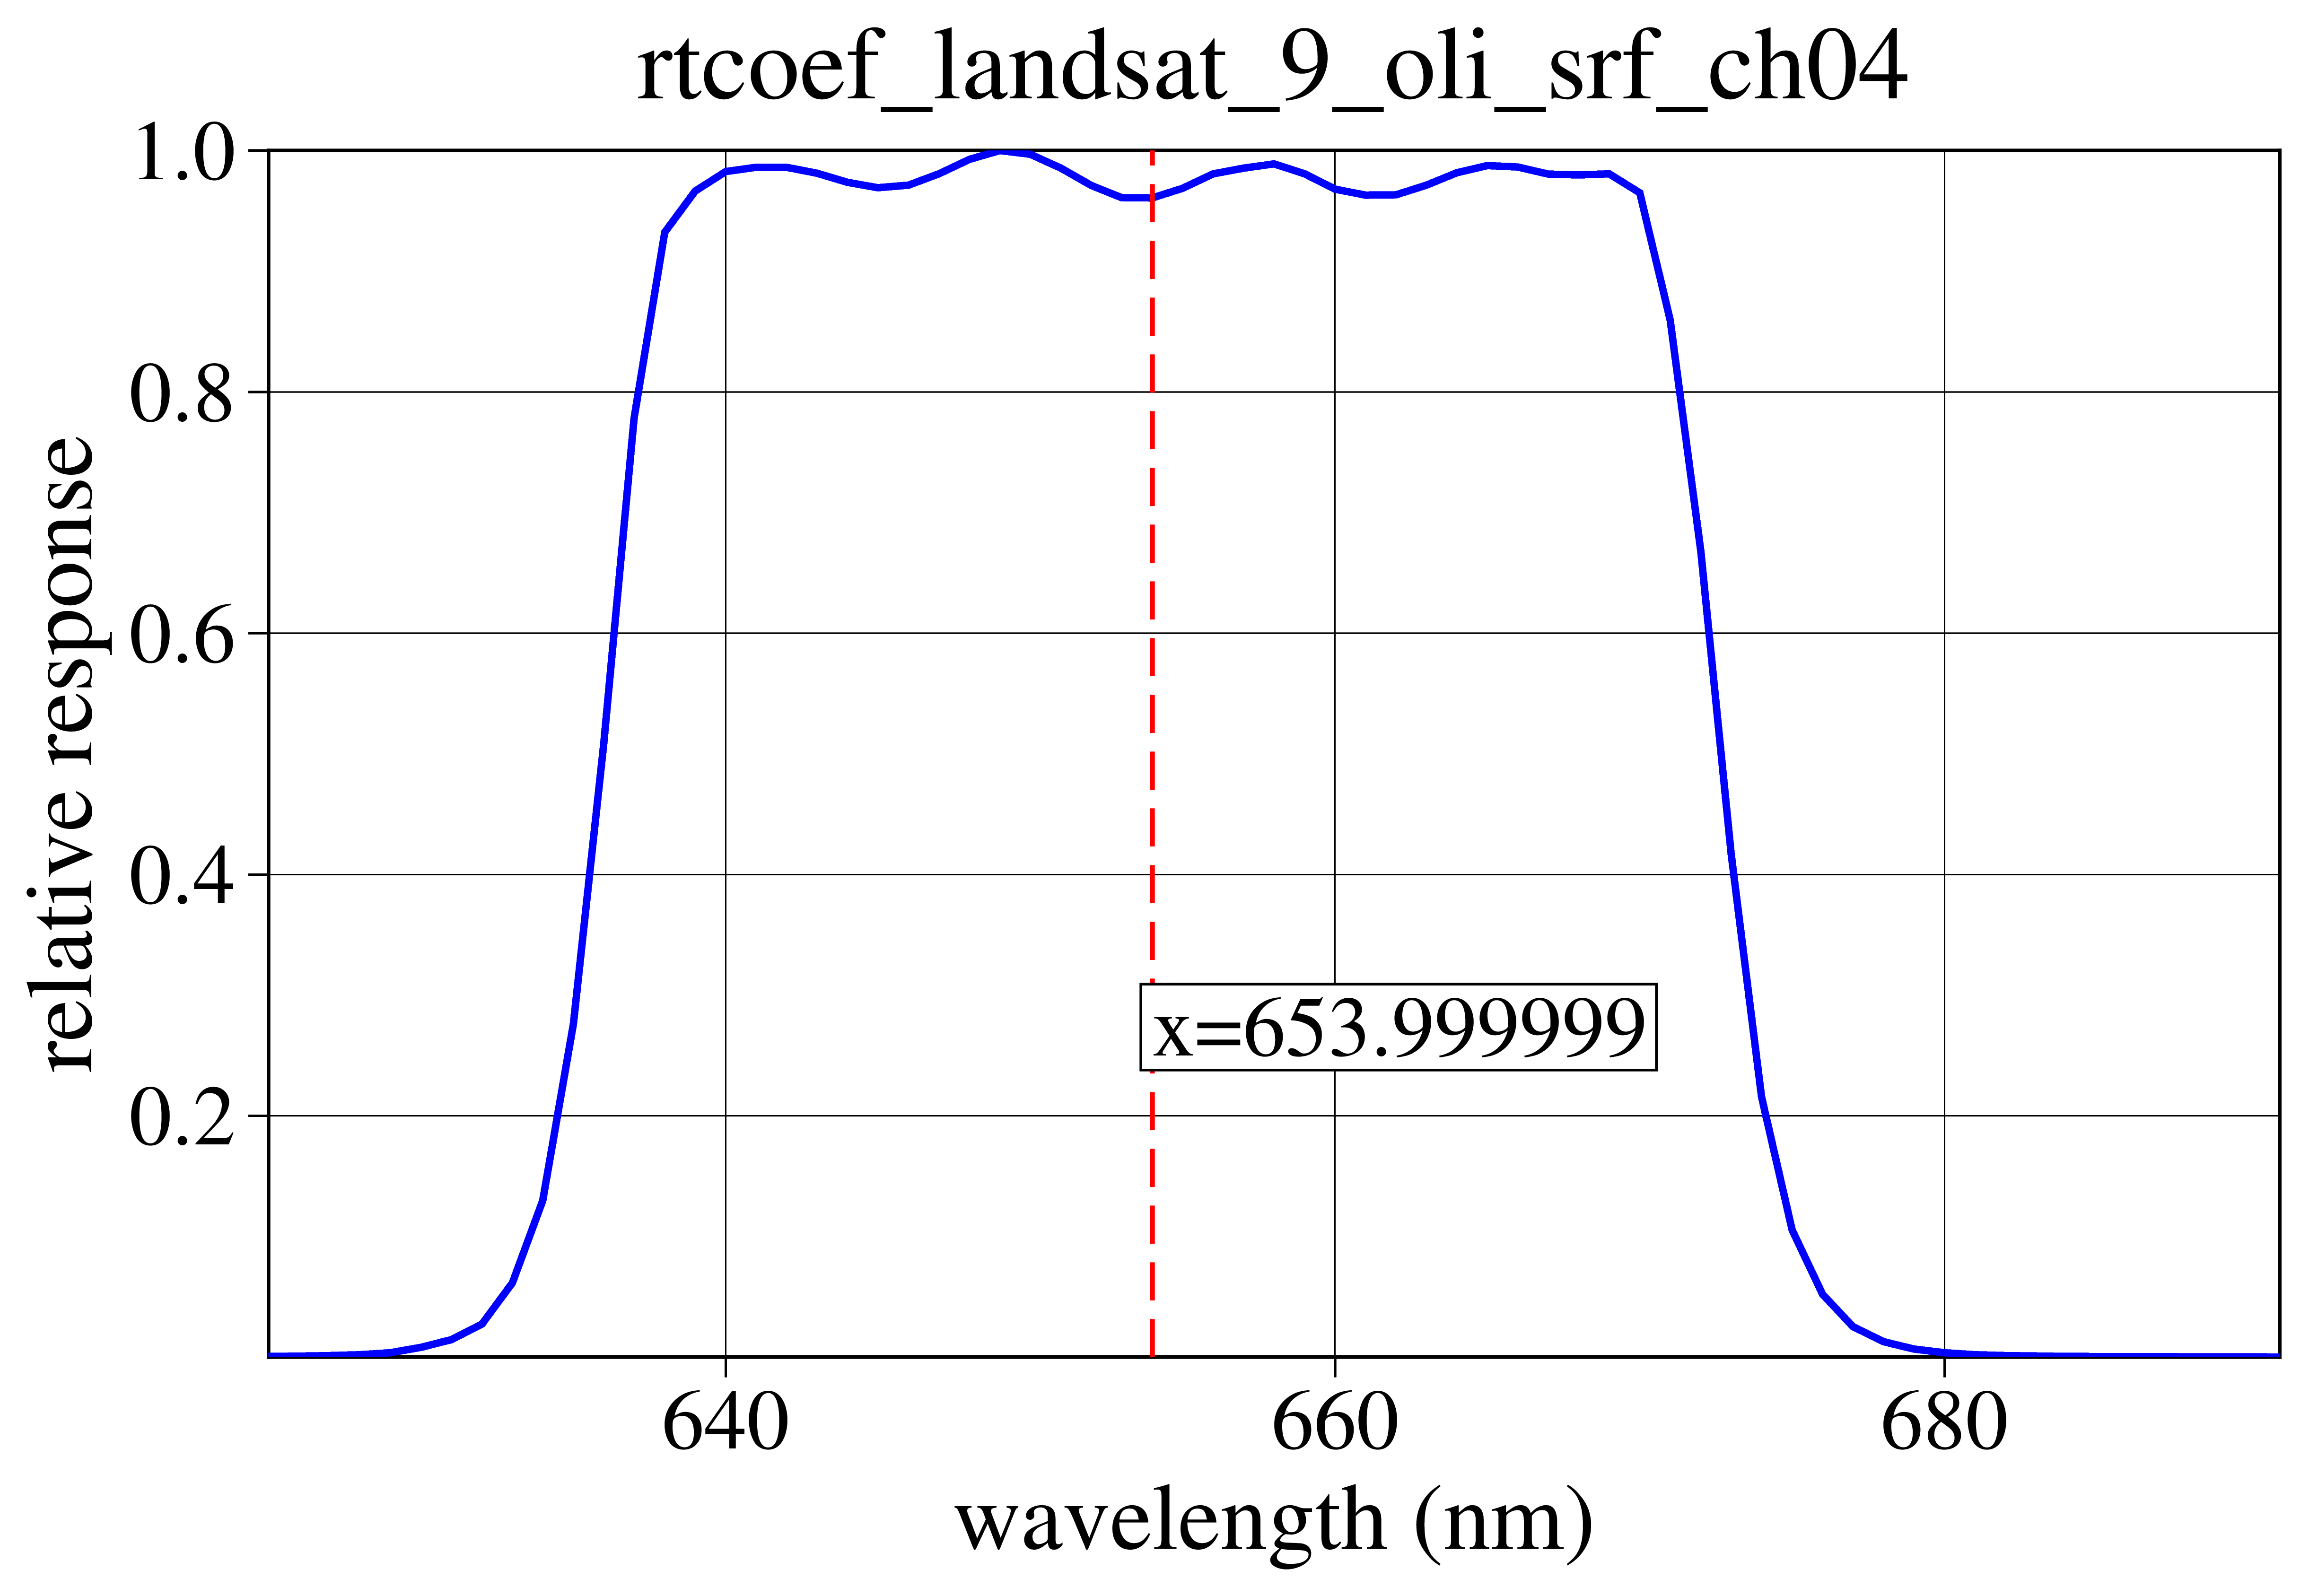 rtcoef_landsat_9_oli_srf_ch04
1.0
0.8
0.6
0.4
0.2
relative response
x=653.999999
640 660 680
wavelength (nm)